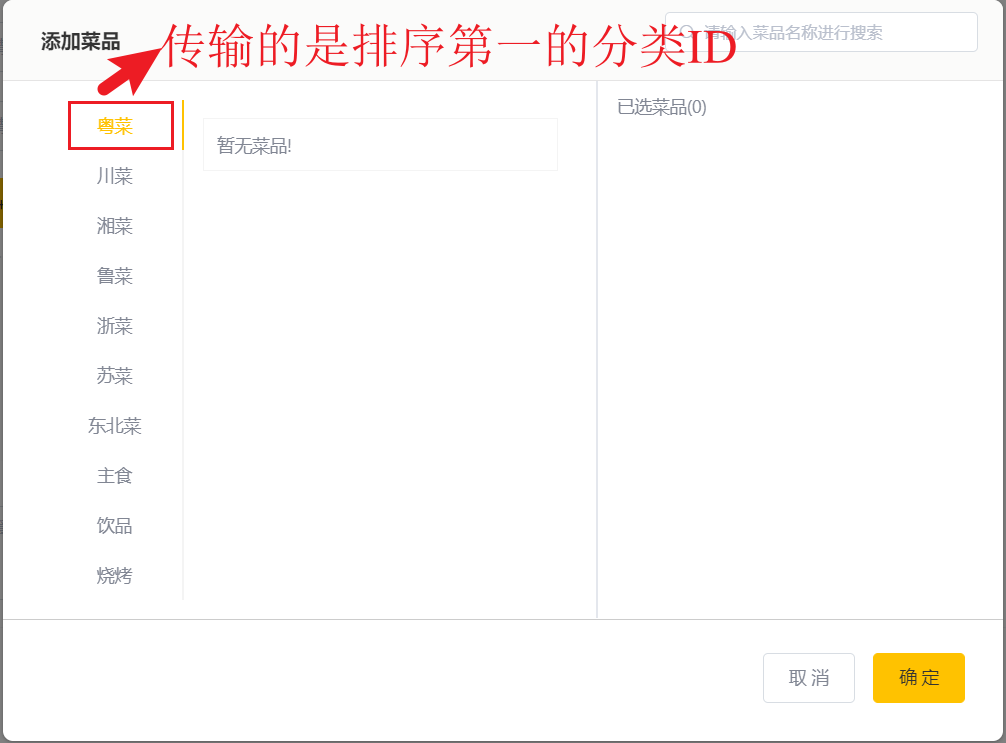 添加菜品
传输的是排序第一的分类ID
请输入菜品名称进行搜索
粤菜
川菜
湘菜
鲁菜
浙菜
苏菜
东北菜
主食
饮品
烧烤
暂无菜品!
已选菜品(0)
取消
确定